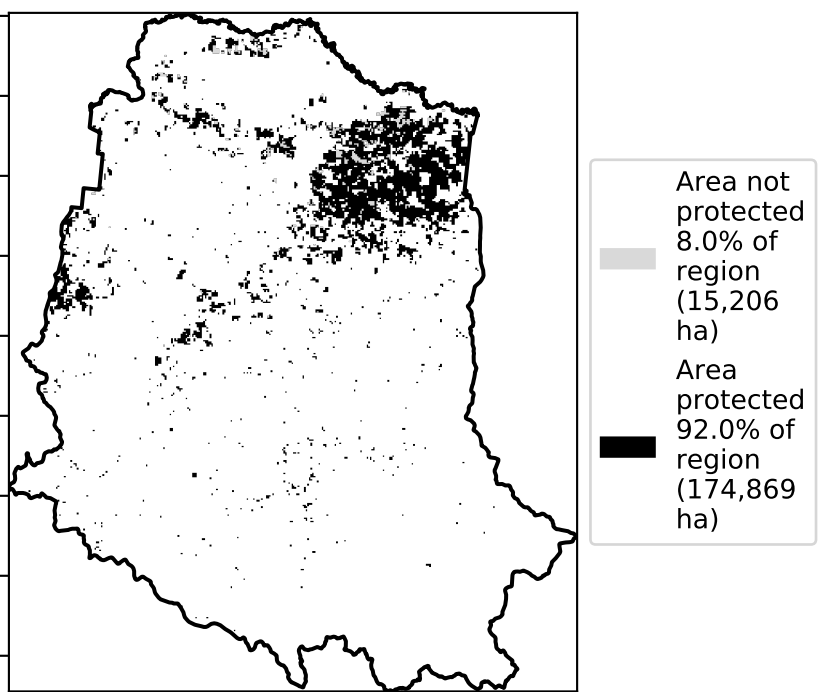 Area not
protected
8.0% of
region
(15,206
ha)
Area
protected
92.0% of
region
(174,869
ha)